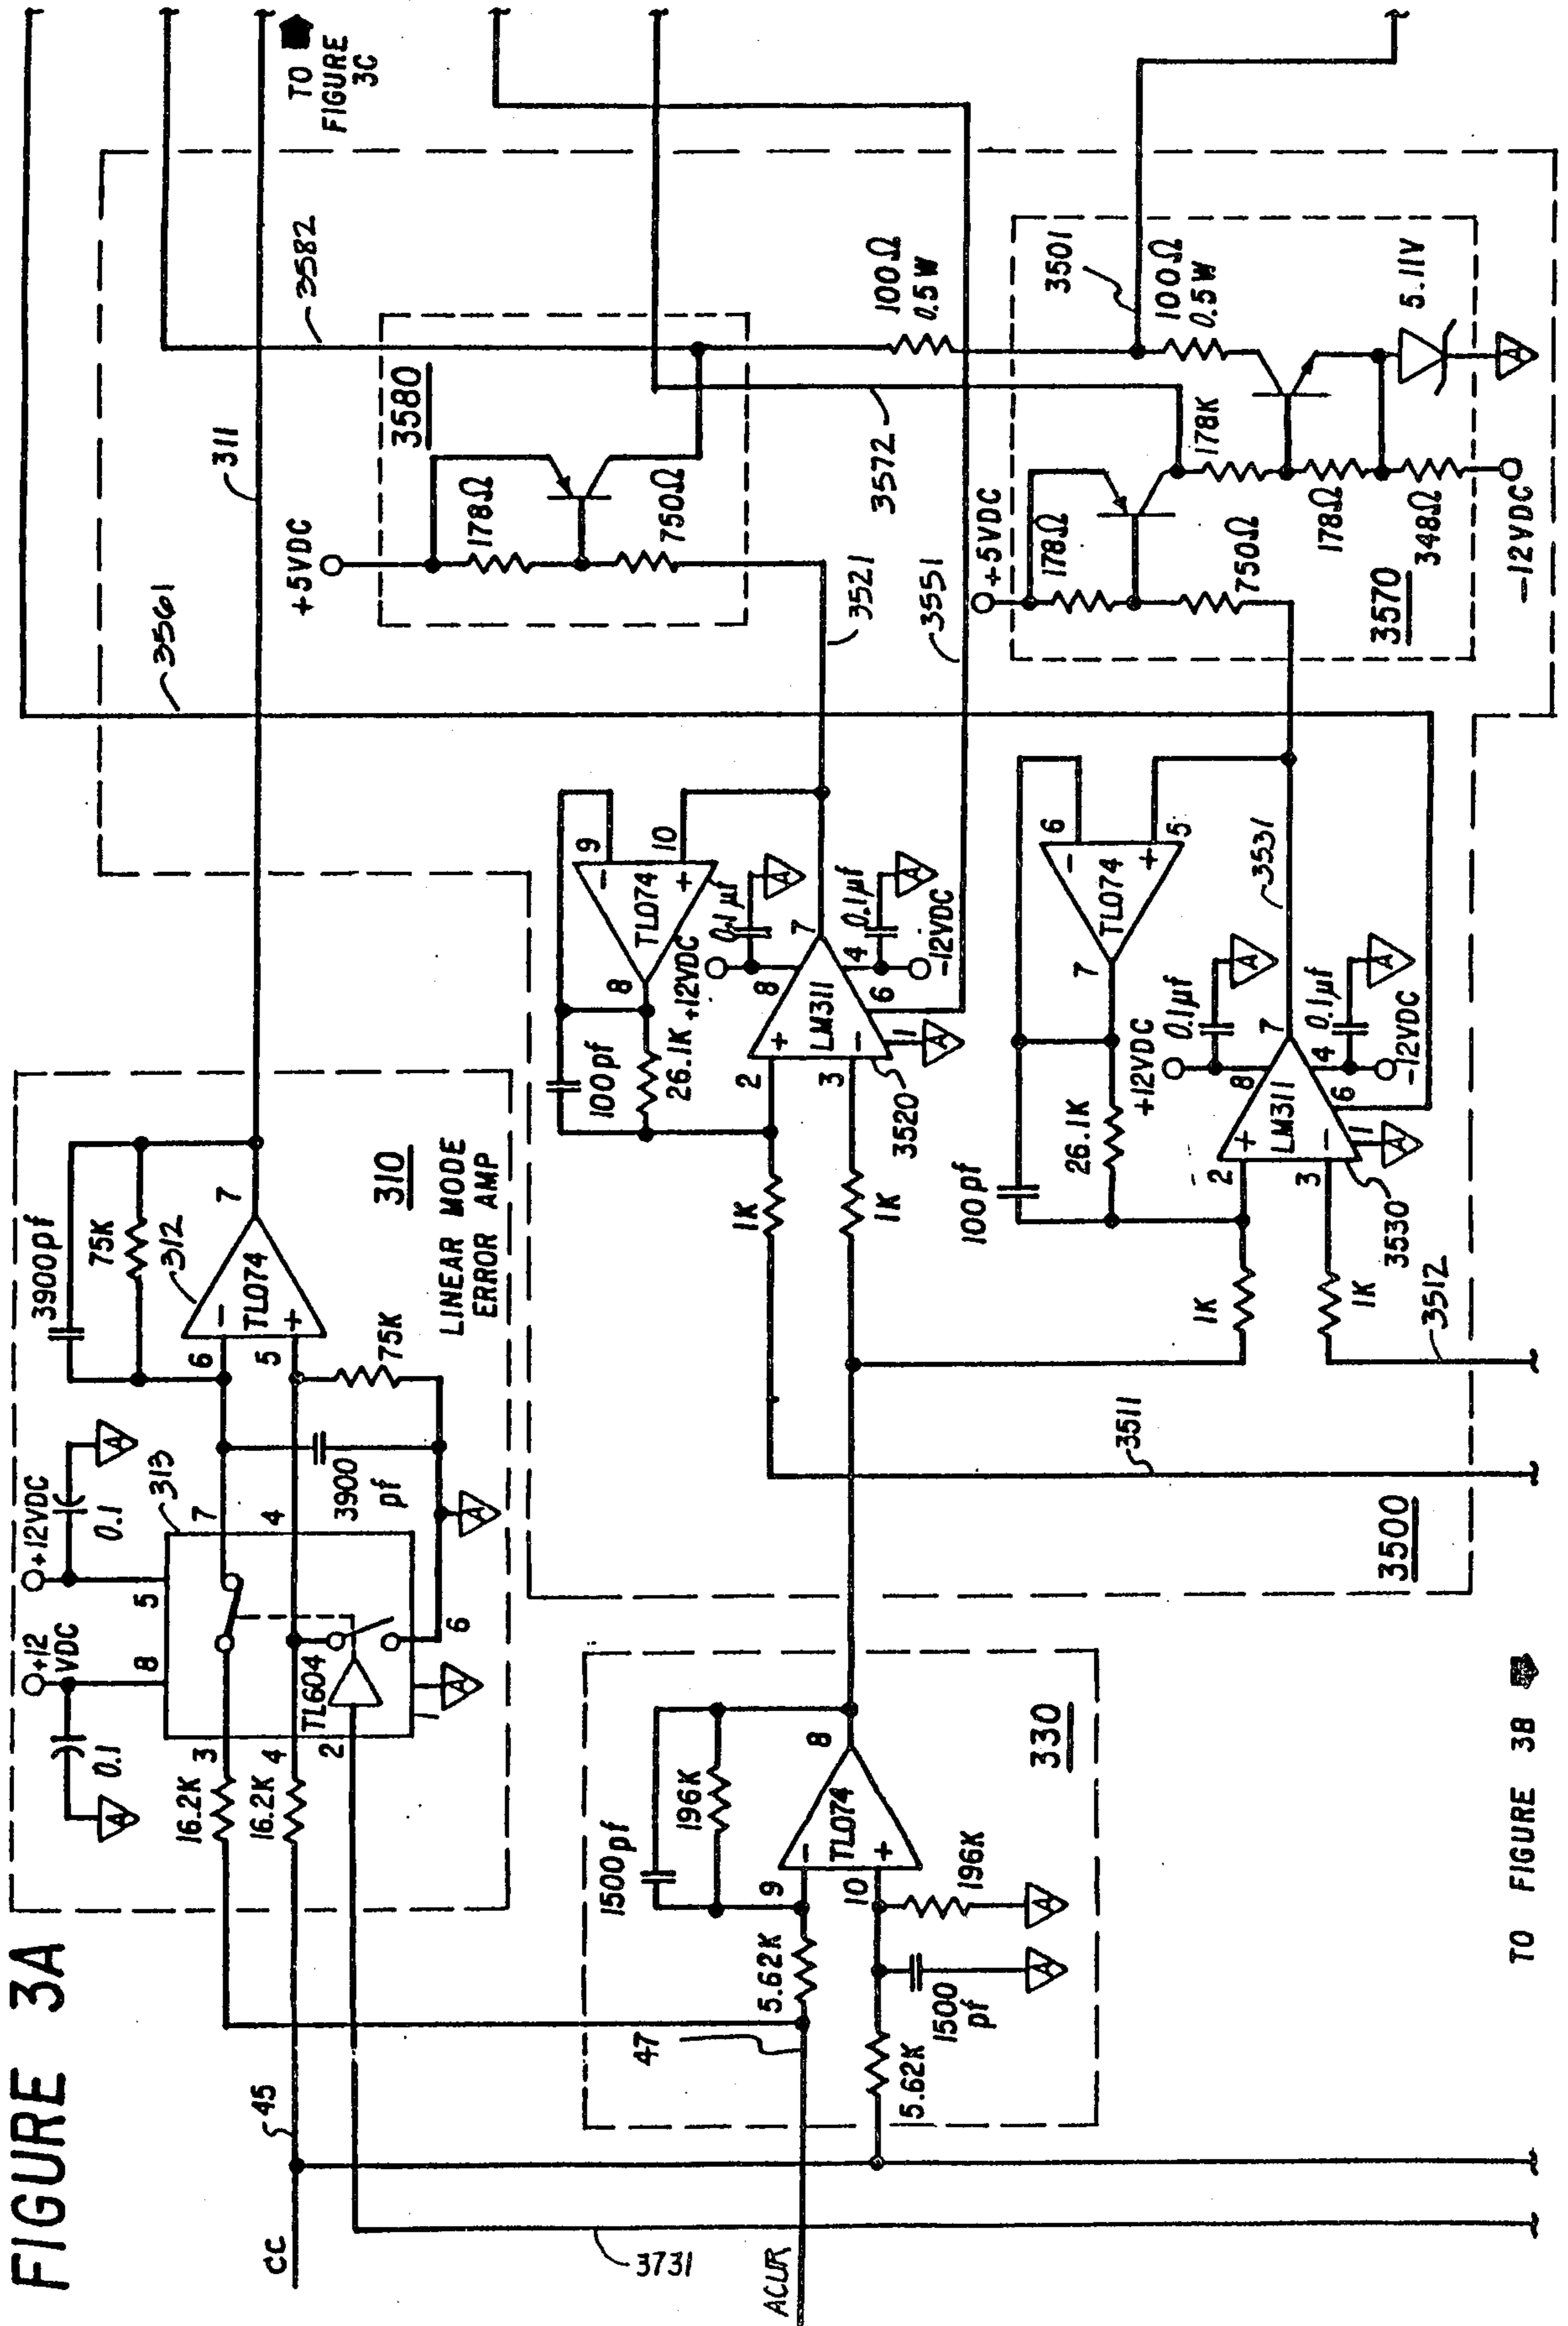 FIGURE 3A
CC
45
3731
ACUR
47
+12
VDC
+12VDC
0.1
0.1
A
A
8
5
313
16.2K
16.2K
3
4
2
7
4
6
TL604
A
A
3900
pf
3900pf
75K
312
6
5
7
−
+
TL074
75K
310
LINEAR MODE
ERROR AMP
311
TO
FIGURE
3C
3561
3582
330
1500pf
196K
5.62K
5.62K
9
10
8
−
+
TL074
196K
1500
pf
A
A
3500
3511
3512
1K
1K
100pf
26.1K
TL074
−
+
9
10
8
+12VDC
0.1µf
A
2
3
+
−
LM311
8
7
4
6
1
0.1µf
A
−12VDC
A
3520
3521
3551
1K
1K
100pf
26.1K
TL074
−
+
6
5
7
+12VDC
0.1µf
A
2
3
+
−
LM311
8
7
4
6
1
0.1µf
A
−12VDC
A
3530
3531
3580
+5VDC
178Ω
750Ω
100Ω
0.5W
3572
3570
+5VDC
178Ω
750Ω
178K
178Ω
348Ω
−12VDC
3501
100Ω
0.5W
5.11V
A
TO FIGURE 3B